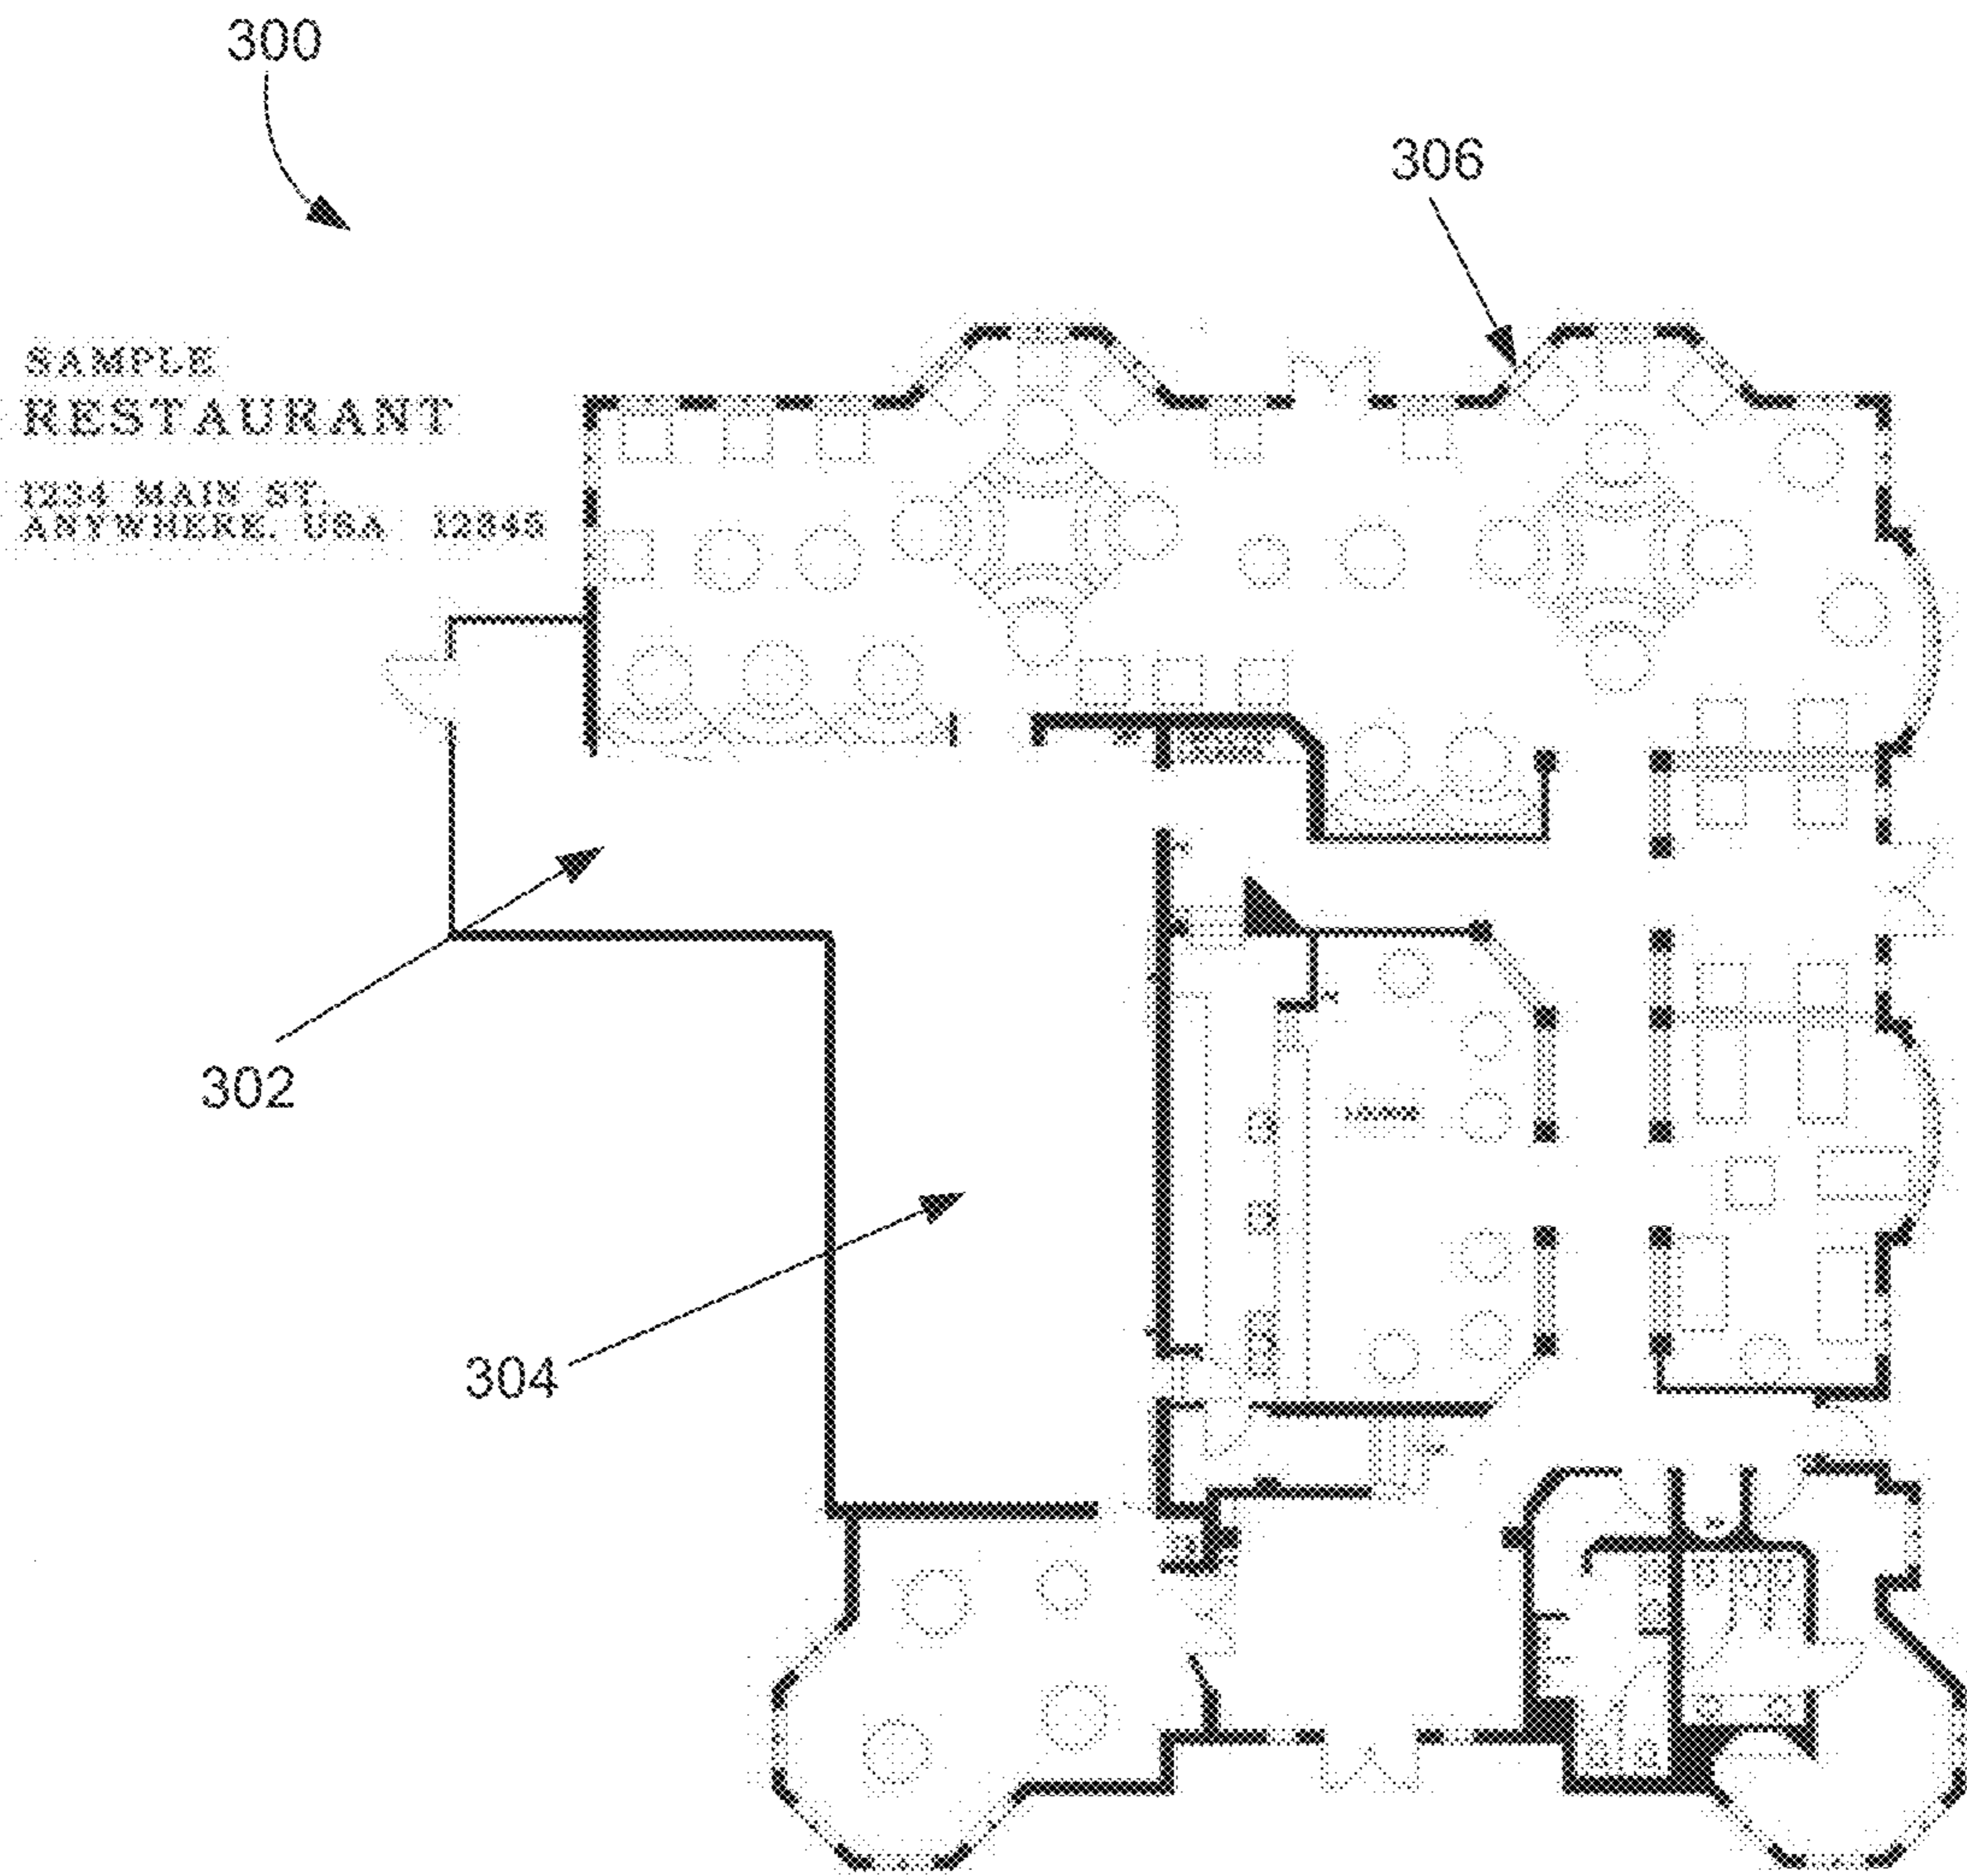 300
306
SAMPLE
RESTAURANT
1234 MAIN ST.
ANYWHERE, USA 12345
302
304